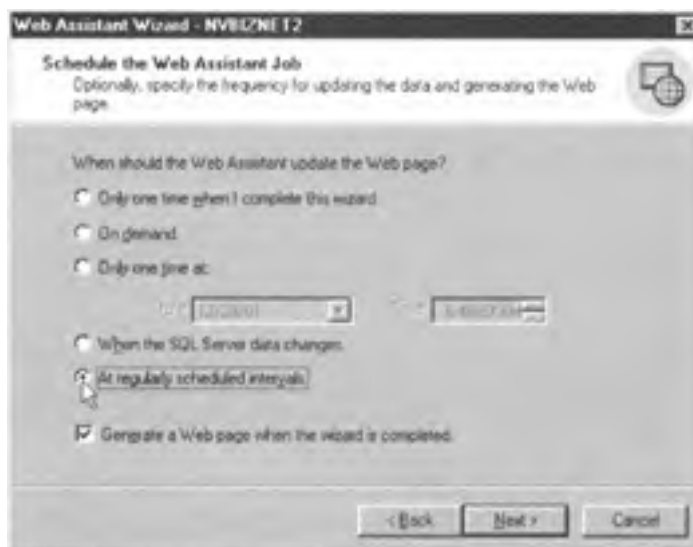 Web Assistant Wizard - NVBIZNET2
Schedule the Web Assistant Job
Optionally, specify the frequency for updating the data and generating the Web
page.
When should the Web Assistant update the Web page?
Only one time when I complete this wizard.
On demand.
Only one time at:
12/28/01
When the SQL Server data changes.
At regularly scheduled intervals.
Generate a Web page when the wizard is completed.
< Back
Next >
Cancel